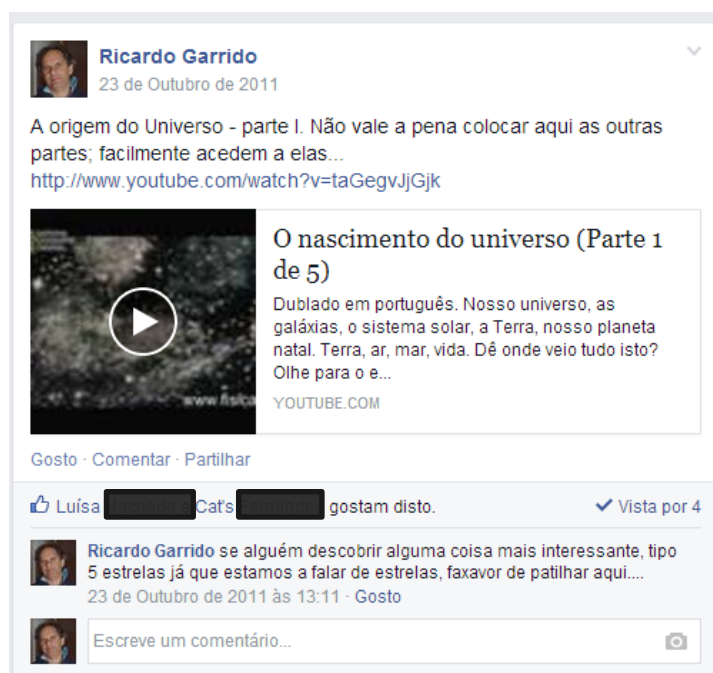 Ricardo Garrido
23 de Outubro de 2011
A origem do Universo - parte I. Não vale a pena colocar aqui as outras
partes; facilmente acedem a elas...
http://www.youtube.com/watch?v=taGegvJjGjk
O nascimento do universo (Parte 1
de 5)
Dublado em português. Nosso universo, as
galáxias, o sistema solar, a Terra, nosso planeta
natal. Terra, ar, mar, vida. Dê onde veio tudo isto?
Olhe para o e...
www.fisica
YOUTUBE.COM
Gosto · Comentar · Partilhar
Luísa Cat's gostam disto.
Vista por 4
Ricardo Garrido se alguém descobrir alguma coisa mais interessante, tipo
5 estrelas já que estamos a falar de estrelas, faxavor de patilhar aqui....
23 de Outubro de 2011 às 13:11 · Gosto
Escreve um comentário...